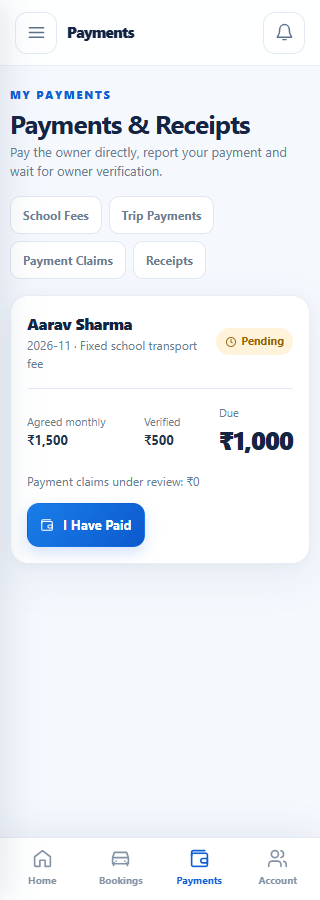 Payments
MY PAYMENTS
Payments & Receipts
Pay the owner directly, report your payment and
wait for owner verification.
School Fees
Trip Payments
Payment Claims
Receipts
Aarav Sharma
2026-11 · Fixed school transport
fee
Pending
Agreed monthly
₹1,500
Verified
₹500
Due
₹1,000
Payment claims under review: ₹0
I Have Paid
Home
Bookings
Payments
Account